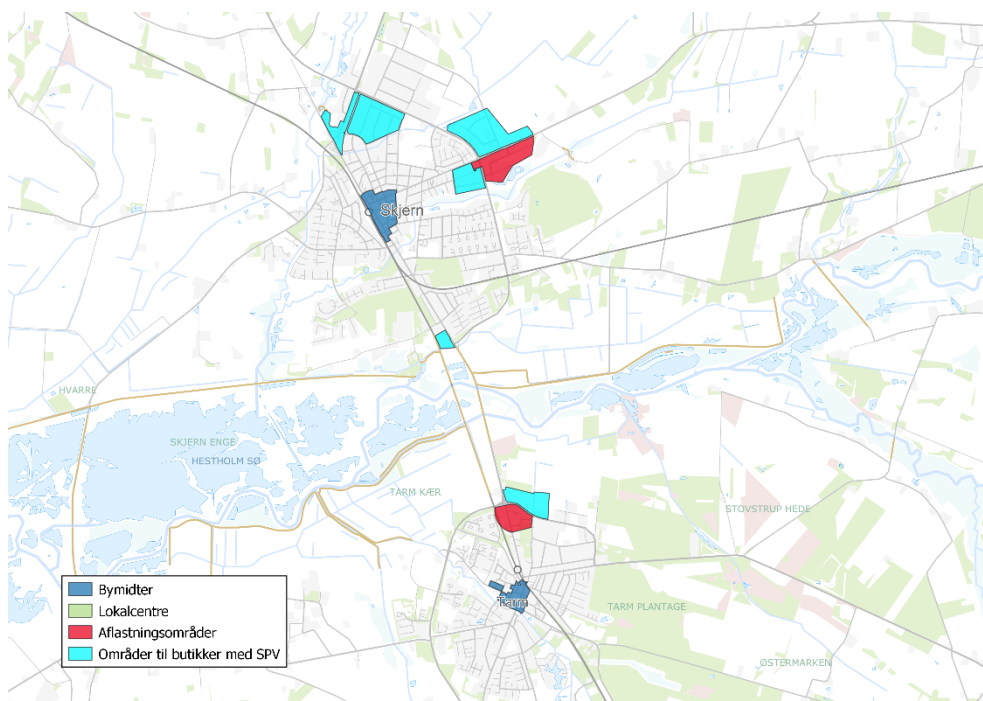 Skjern
HVARRE
SKJERN ENGE
HESTHOLM SØ
TARM KÆR
STOVSTRUP HEDE
Tarm
TARM PLANTAGE
ØSTERMARKEN
Bymidter
Lokalcentre
Aflastningsområder
Områder til butikker med SPV